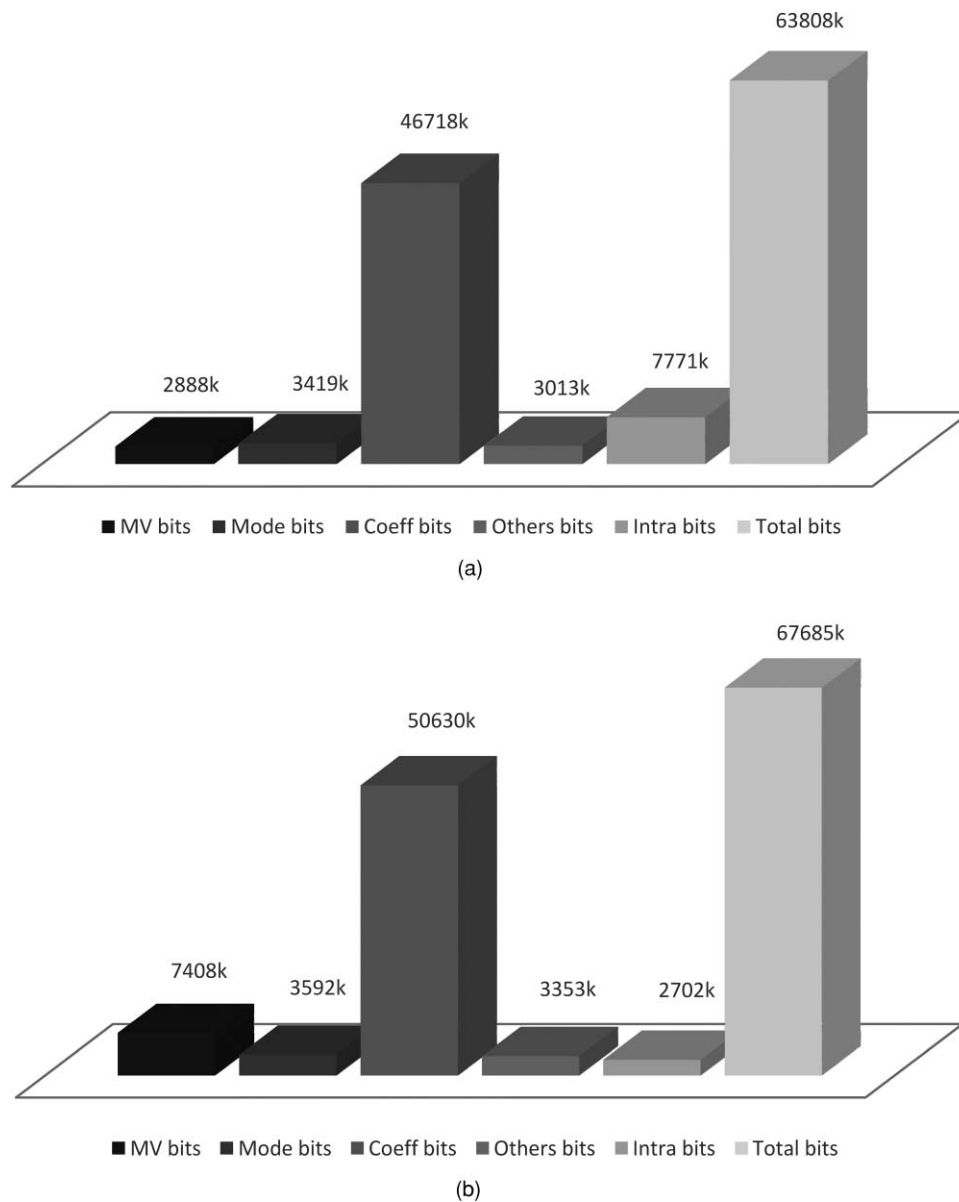 63808k
46718k
2888k 3419k 3013k 7771k
MV bits Mode bits Coeff bits Others bits Intra bits Total bits
(a)
67685k
50630k
7408k 3592k 3353k 2702k
MV bits Mode bits Coeff bits Others bits Intra bits Total bits
(b)